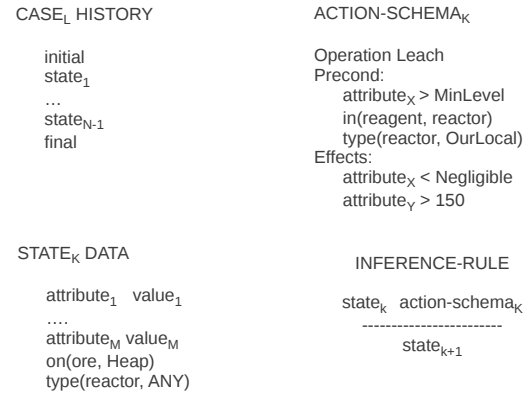 CASE_L HISTORY
initial
state_1
…
state_N-1
final
ACTION-SCHEMA_K
Operation Leach
Precond:
attribute_X > MinLevel
in(reagent, reactor)
type(reactor, OurLocal)
Effects:
attribute_X < Negligible
attribute_Y > 150
STATE_K DATA
attribute_1 value_1
….
attribute_M value_M
on(ore, Heap)
type(reactor, ANY)
INFERENCE-RULE
state_k action-schema_K
------------------------
state_k+1